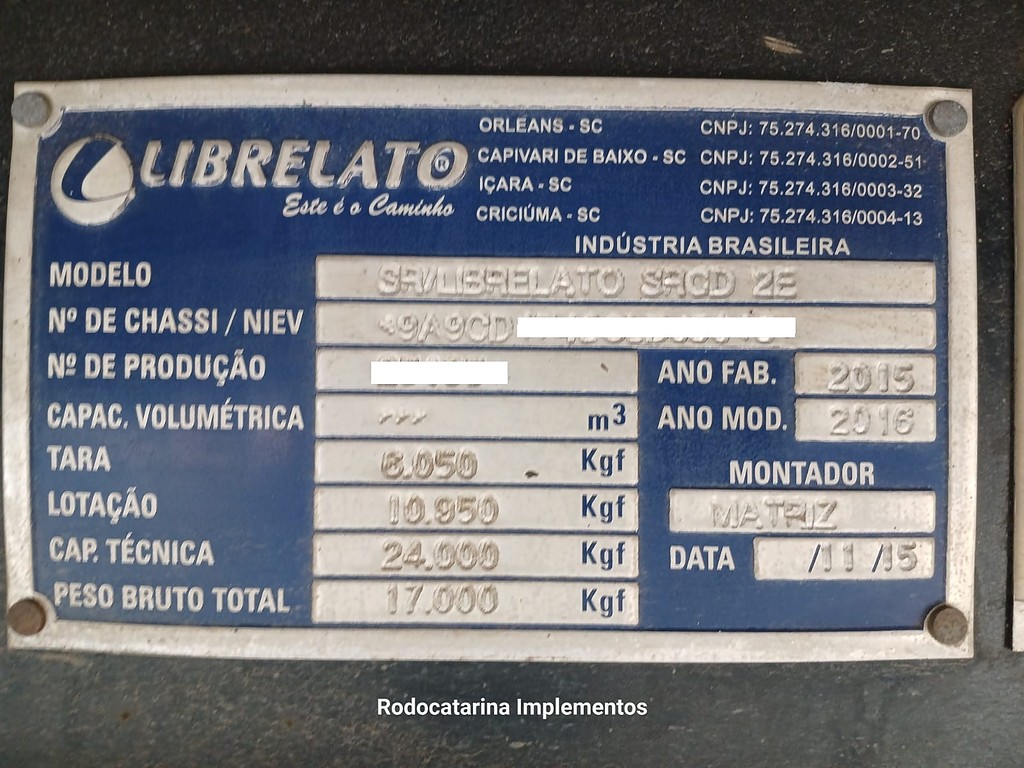 LIBRELATO®
Este é o Caminho
ORLEANS - SC CNPJ: 75.274.316/0001-70
CAPIVARI DE BAIXO - SC CNPJ: 75.274.316/0002-51
IÇARA - SC CNPJ: 75.274.316/0003-32
CRICIÚMA - SC CNPJ: 75.274.316/0004-13
INDÚSTRIA BRASILEIRA
MODELO SR/LIBRELATO SRCD 2E
Nº DE CHASSI / NIEV *9A9CD
Nº DE PRODUÇÃO
ANO FAB. 2015
CAPAC. VOLUMÉTRICA --- m³
ANO MOD. 2016
TARA 6.050 Kgf
MONTADOR
LOTAÇÃO 10.950 Kgf
MATRIZ
CAP. TÉCNICA 24.000 Kgf
DATA /11 /15
PESO BRUTO TOTAL 17.000 Kgf
Rodocatarina Implementos